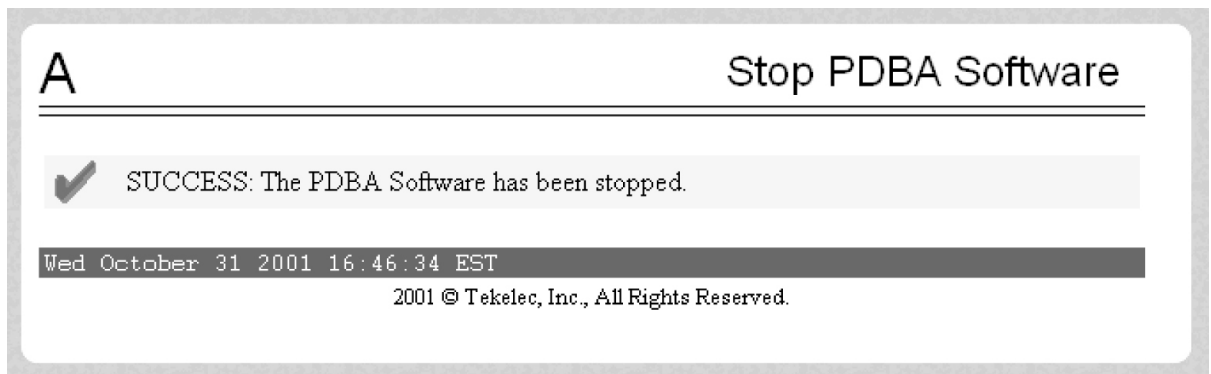 A
Stop PDBA Software
SUCCESS: The PDBA Software has been stopped.
Wed October 31 2001 16:46:34 EST
2001 © Tekelec, Inc., All Rights Reserved.